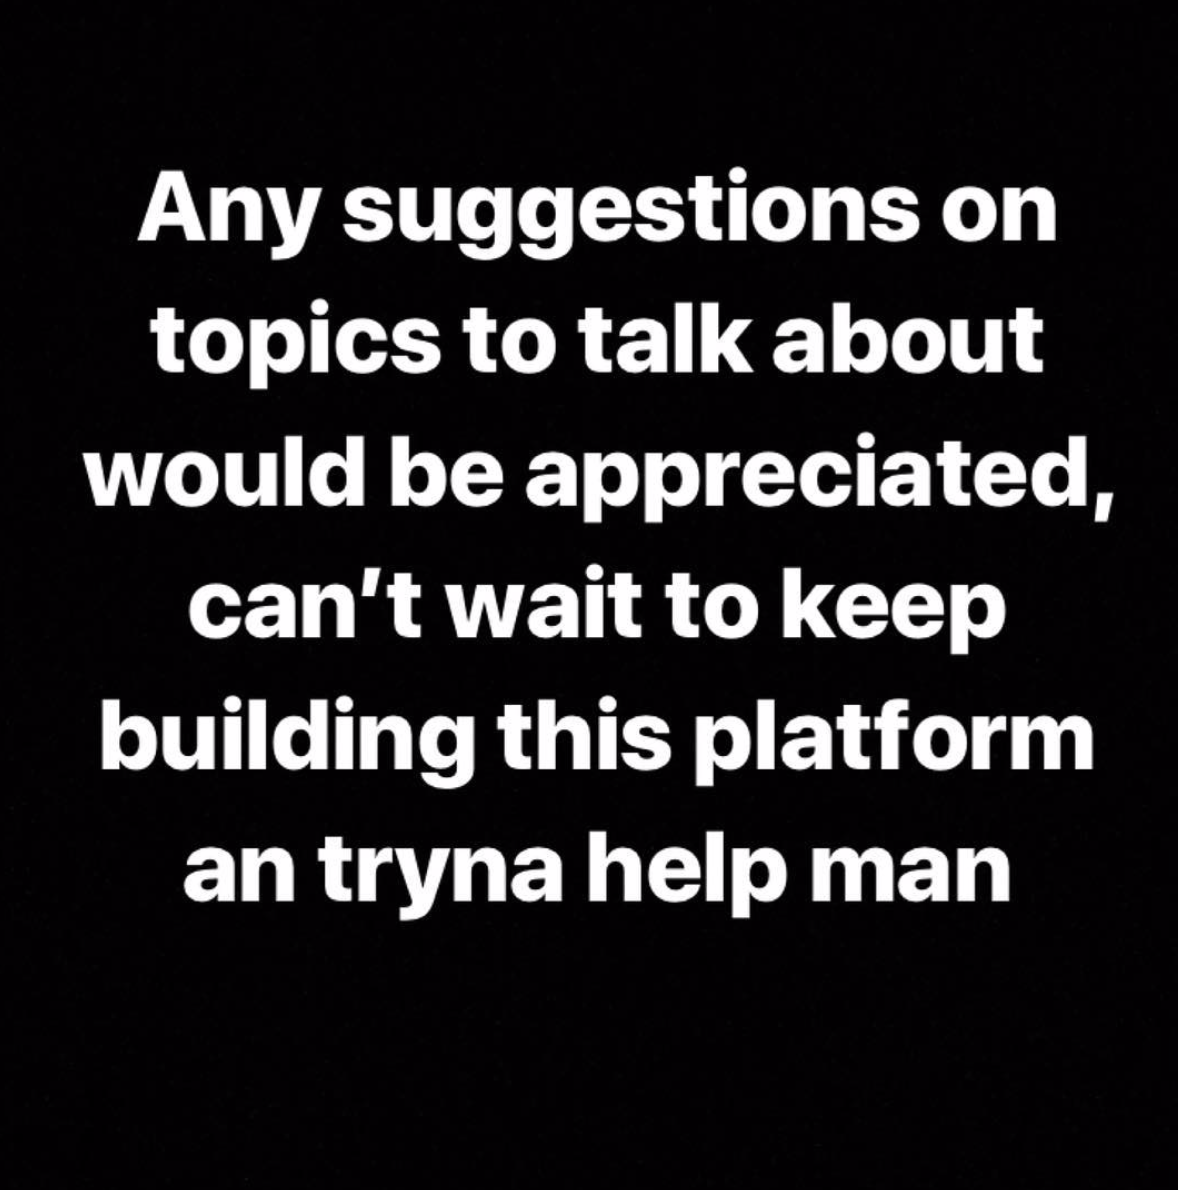 Any suggestions on
topics to talk about
would be appreciated,
can’t wait to keep
building this platform
an tryna help man